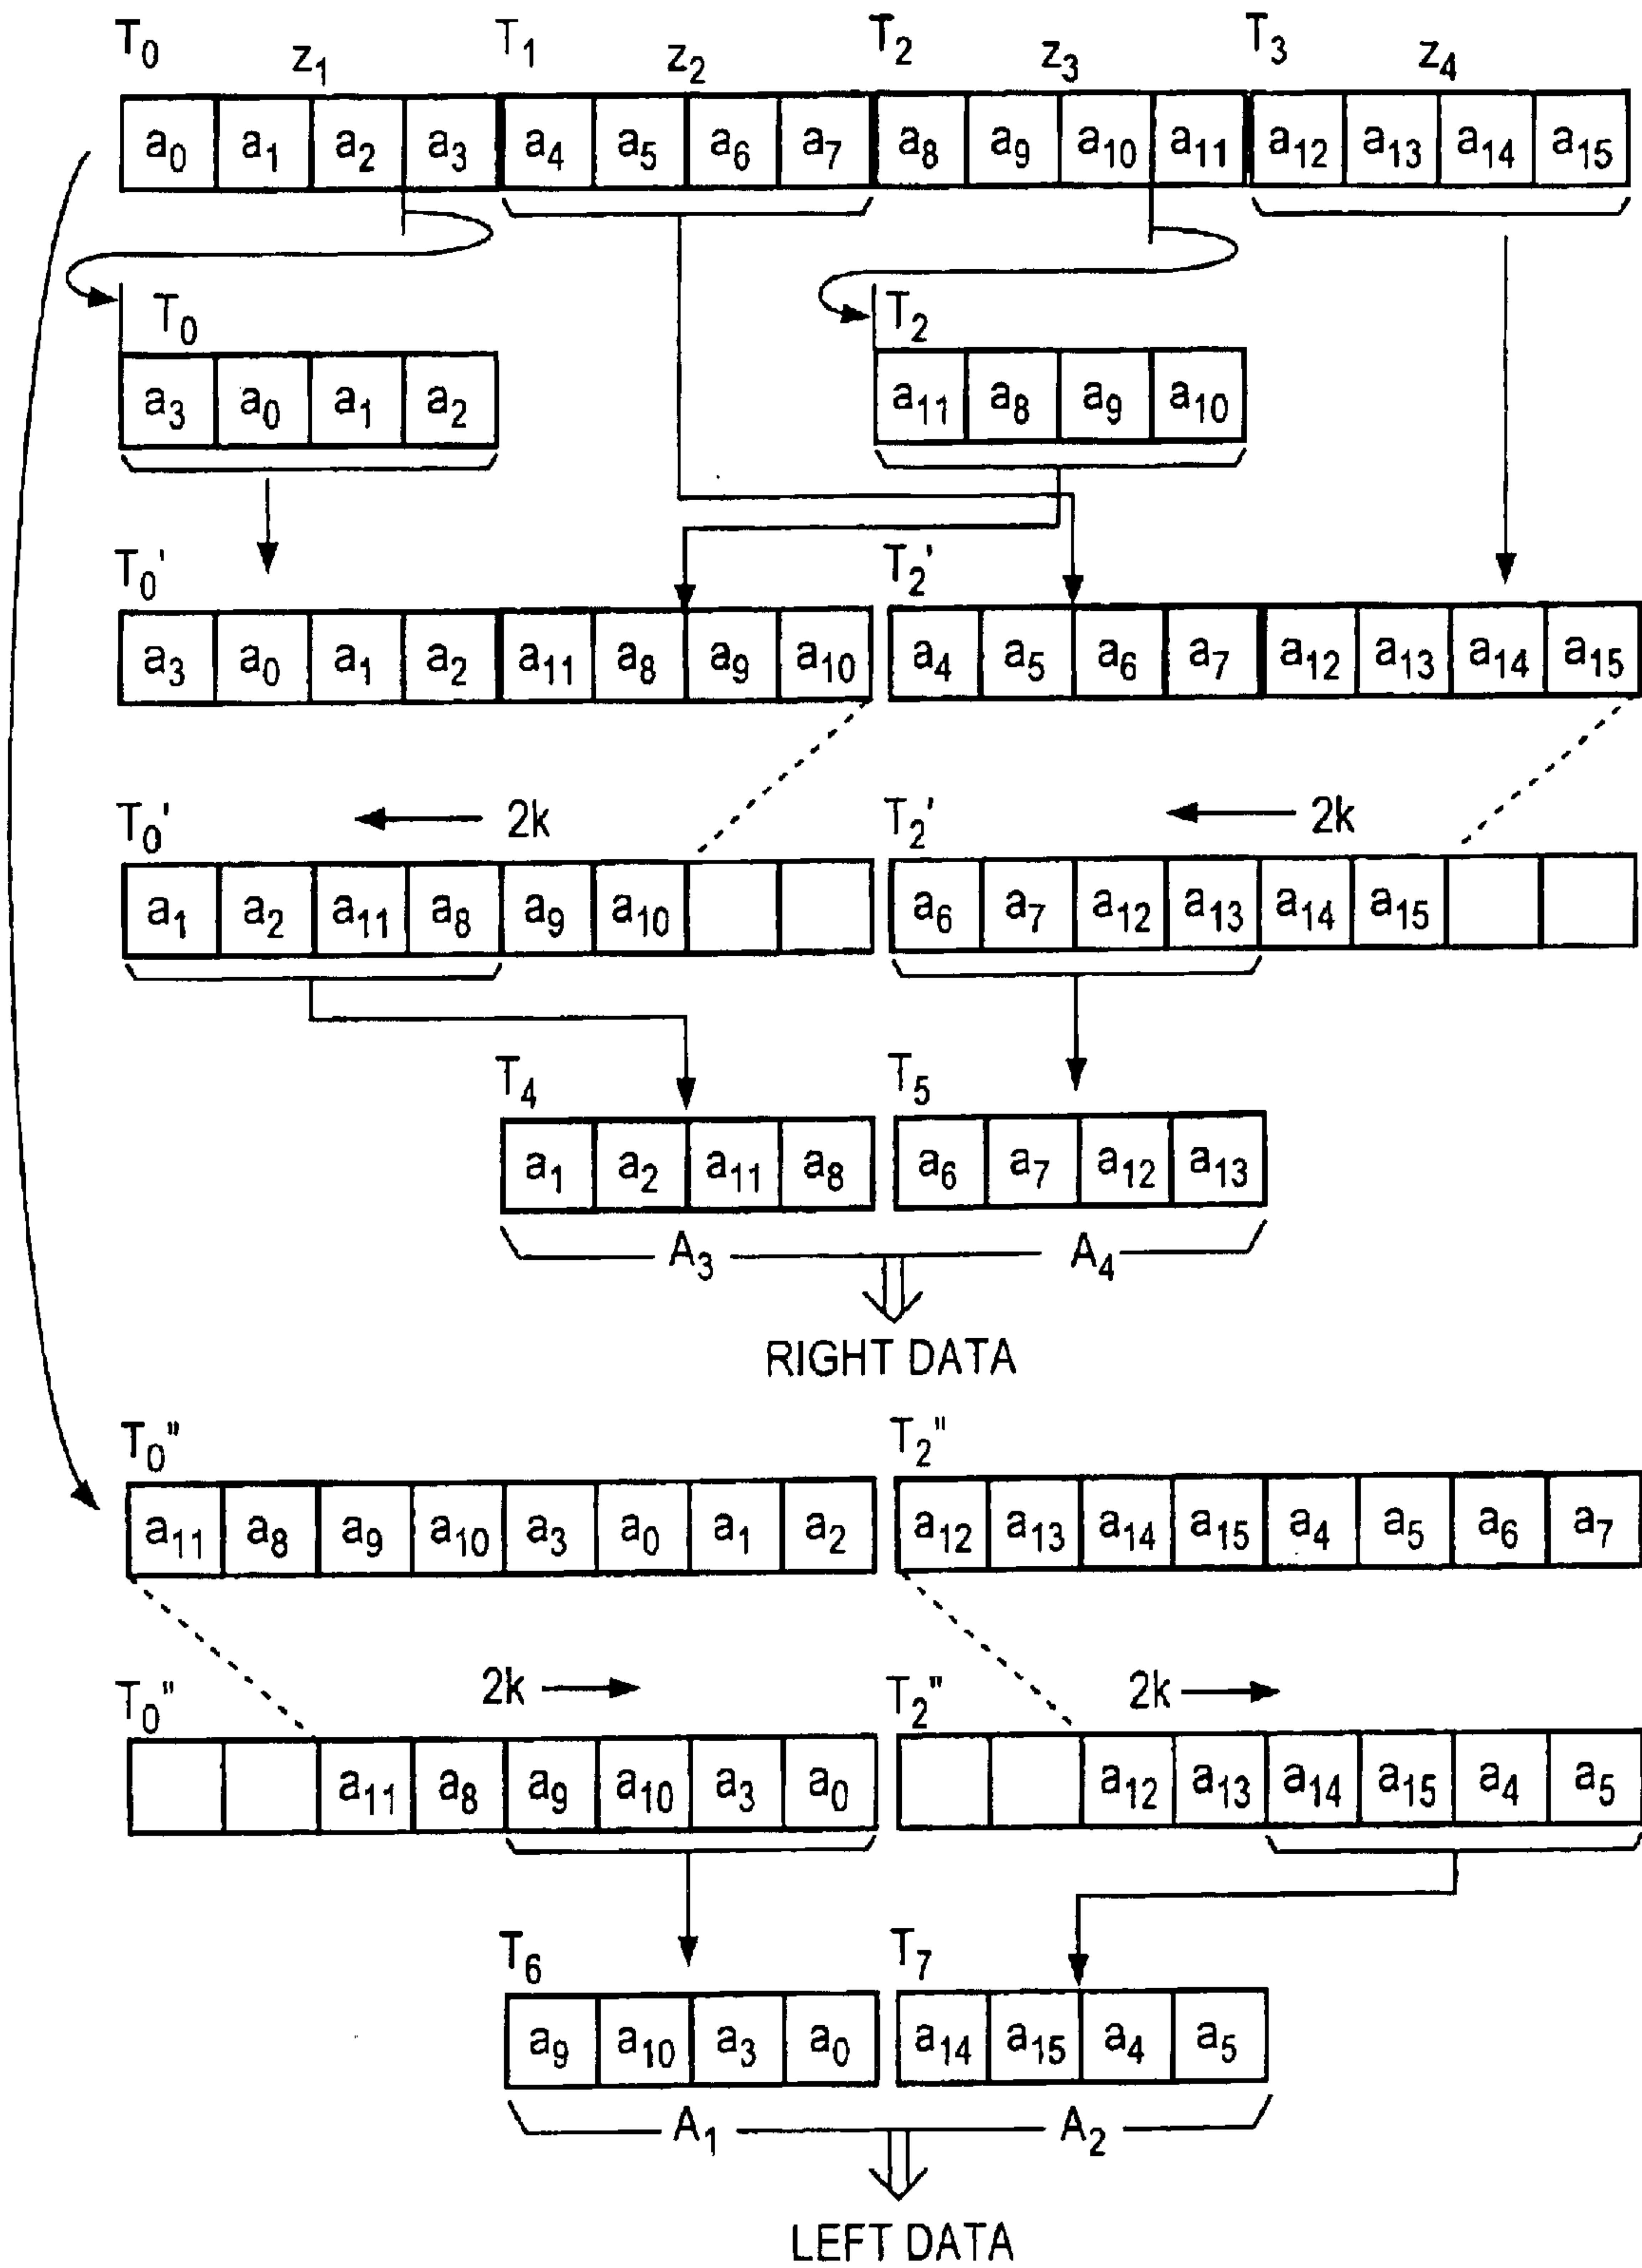 T₀ z₁ T₁ z₂ T₂ z₃ T₃ z₄
a₀ a₁ a₂ a₃ a₄ a₅ a₆ a₇ a₈ a₉ a₁₀ a₁₁ a₁₂ a₁₃ a₁₄ a₁₅
T₀ T₂
a₃ a₀ a₁ a₂ a₁₁ a₈ a₉ a₁₀
T₀' T₂'
a₃ a₀ a₁ a₂ a₁₁ a₈ a₉ a₁₀ a₄ a₅ a₆ a₇ a₁₂ a₁₃ a₁₄ a₁₅
T₀' 2k T₂' 2k
a₁ a₂ a₁₁ a₈ a₉ a₁₀ a₆ a₇ a₁₂ a₁₃ a₁₄ a₁₅
T₄ T₅
a₁ a₂ a₁₁ a₈ a₆ a₇ a₁₂ a₁₃
A₃ A₄
RIGHT DATA
T₀" T₂"
a₁₁ a₈ a₉ a₁₀ a₃ a₀ a₁ a₂ a₁₂ a₁₃ a₁₄ a₁₅ a₄ a₅ a₆ a₇
T₀" 2k T₂" 2k
a₁₁ a₈ a₉ a₁₀ a₃ a₀ a₁₂ a₁₃ a₁₄ a₁₅ a₄ a₅
T₆ T₇
a₉ a₁₀ a₃ a₀ a₁₄ a₁₅ a₄ a₅
A₁ A₂
LEFT DATA